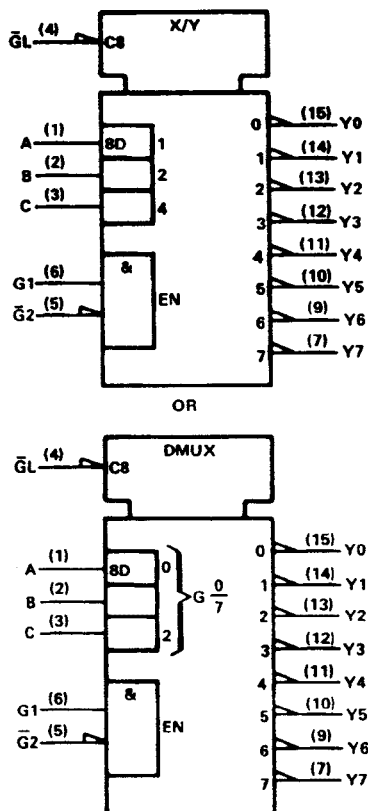 X/Y
G̅L (4) C8
0 (15) Y0
A (1) 8D 1
1 (14) Y1
B (2) 2
2 (13) Y2
C (3) 4
3 (12) Y3
&
4 (11) Y4
G1 (6) EN
5 (10) Y5
G̅2 (5)
6 (9) Y6
7 (7) Y7
OR
DMUX
G̅L (4) C8
0 (15) Y0
A (1) 8D 0
1 (14) Y1
B (2) G 0/7
2 (13) Y2
C (3) 2
3 (12) Y3
&
4 (11) Y4
G1 (6) EN
5 (10) Y5
G̅2 (5)
6 (9) Y6
7 (7) Y7